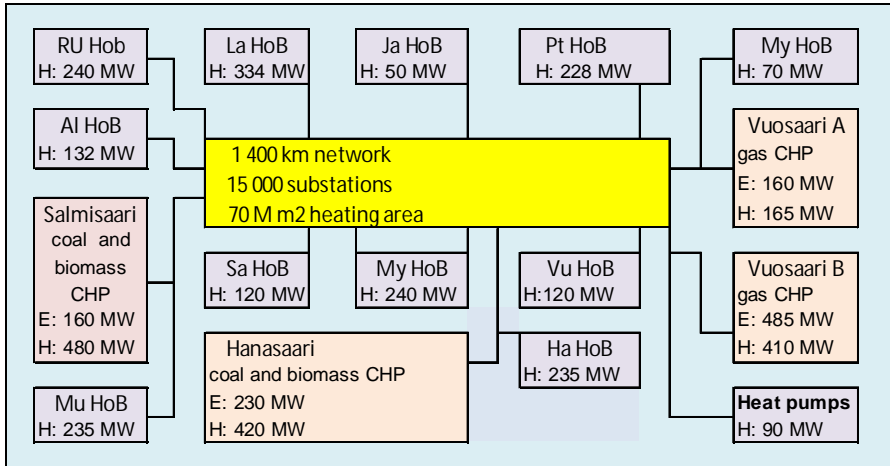 RU Hob
H: 240 MW
La HoB
H: 334 MW
Ja HoB
H: 50 MW
Pt HoB
H: 228 MW
My HoB
H: 70 MW
Al HoB
H: 132 MW
1 400 km network
15 000 substations
70 M m2 heating area
Vuosaari A
gas CHP
E: 160 MW
H: 165 MW
Salmisaari
coal and
biomass
CHP
E: 160 MW
H: 480 MW
Sa HoB
H: 120 MW
My HoB
H: 240 MW
Vu HoB
H:120 MW
Vuosaari B
gas CHP
E: 485 MW
H: 410 MW
Hanasaari
coal and biomass CHP
E: 230 MW
H: 420 MW
Ha HoB
H: 235 MW
Mu HoB
H: 235 MW
Heat pumps
H: 90 MW